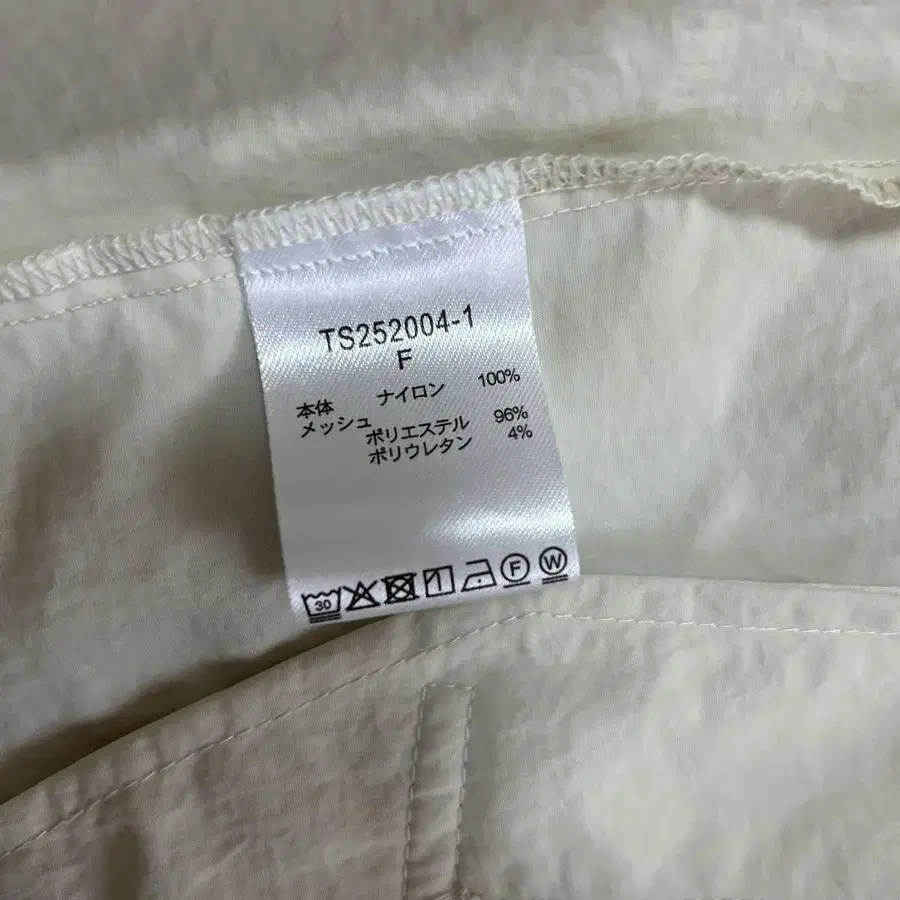 TS252004-1
F
本体 ナイロン 100%
メッシュ ポリエステル 96%
ポリウレタン 4%
30 F W